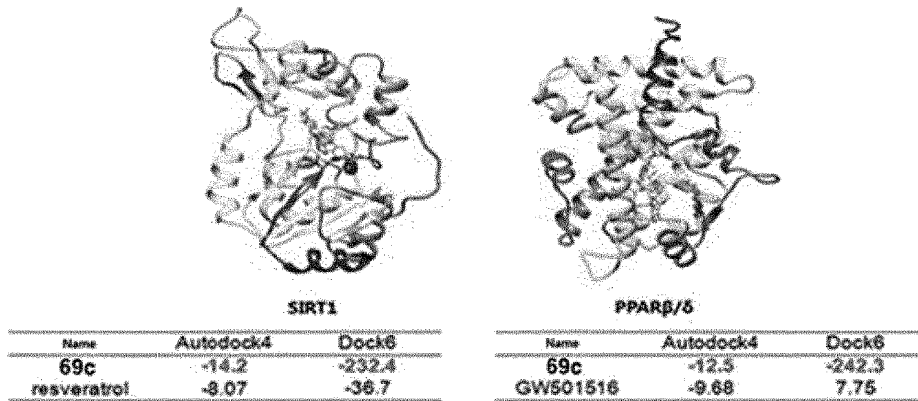 SIRT1
Name Autodock4 Dock6
69c -14.2 -232.4
resveratrol -8.07 -36.7
PPARβ/δ
Name Autodock4 Dock6
69c -12.5 -242.3
GW501516 -9.68 7.75